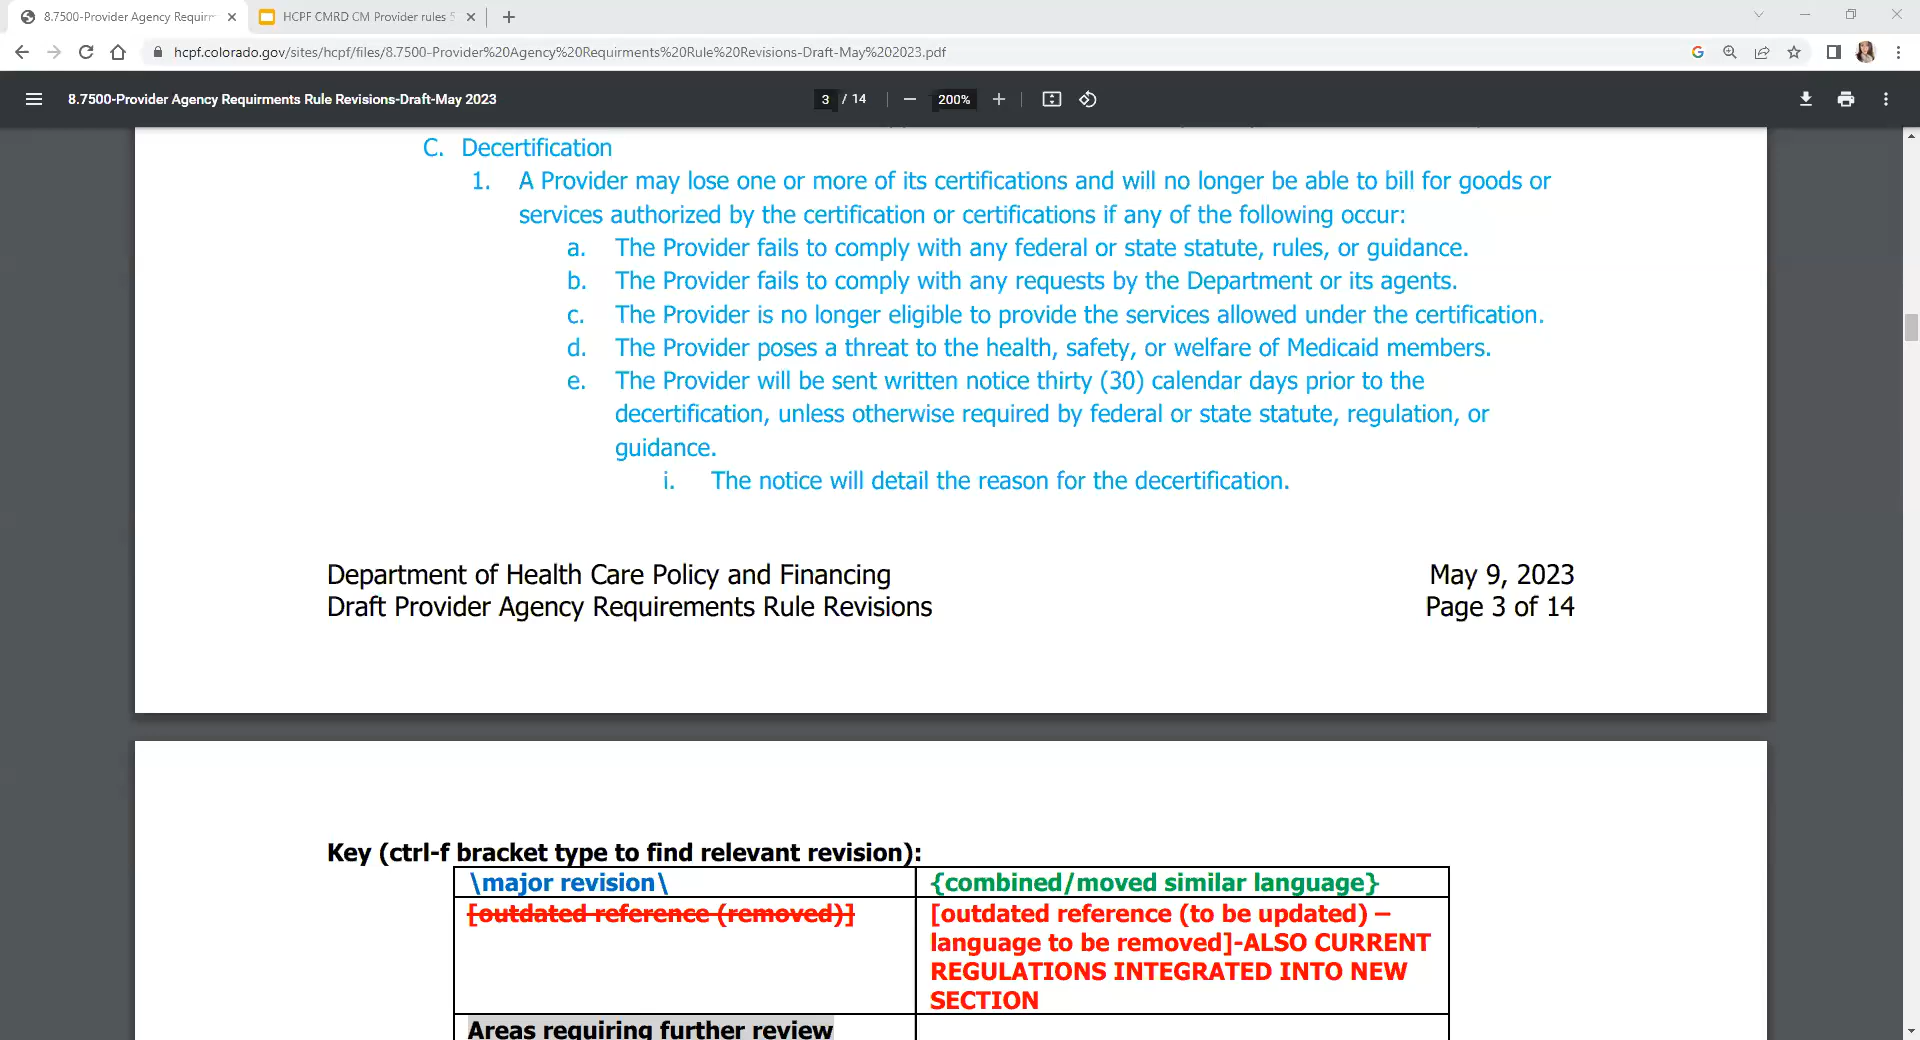 8.7500-Provider Agency Requirm
HCPF CMRD CM Provider rules 5
hcpf.colorado.gov/sites/hcpf/files/8.7500-Provider%20Agency%20Requirments%20Rule%20Revisions-Draft-May%202023.pdf
8.7500-Provider Agency Requirments Rule Revisions-Draft-May 2023
3 / 14
200%
C. Decertification
1. A Provider may lose one or more of its certifications and will no longer be able to bill for goods or
services authorized by the certification or certifications if any of the following occur:
a. The Provider fails to comply with any federal or state statute, rules, or guidance.
b. The Provider fails to comply with any requests by the Department or its agents.
c. The Provider is no longer eligible to provide the services allowed under the certification.
d. The Provider poses a threat to the health, safety, or welfare of Medicaid members.
e. The Provider will be sent written notice thirty (30) calendar days prior to the
decertification, unless otherwise required by federal or state statute, regulation, or
guidance.
i. The notice will detail the reason for the decertification.
Department of Health Care Policy and Financing
May 9, 2023
Draft Provider Agency Requirements Rule Revisions
Page 3 of 14
Key (ctrl-f bracket type to find relevant revision):
\major revision\
{combined/moved similar language}
[outdated reference (removed)]
[outdated reference (to be updated) –
language to be removed]-ALSO CURRENT
REGULATIONS INTEGRATED INTO NEW
SECTION
Areas requiring further review